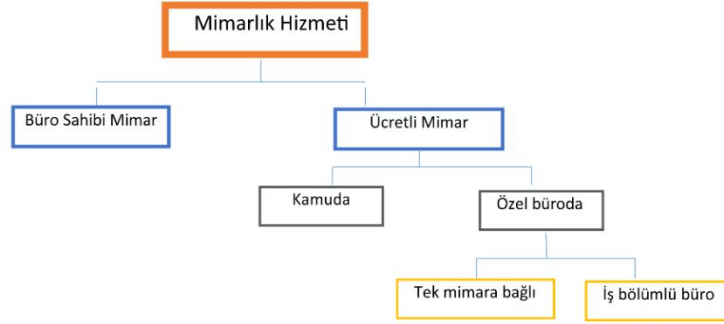 Mimarlık Hizmeti
Büro Sahibi Mimar
Ücretli Mimar
Kamuda
Özel büroda
Tek mimara bağlı
İş bölümlü büro